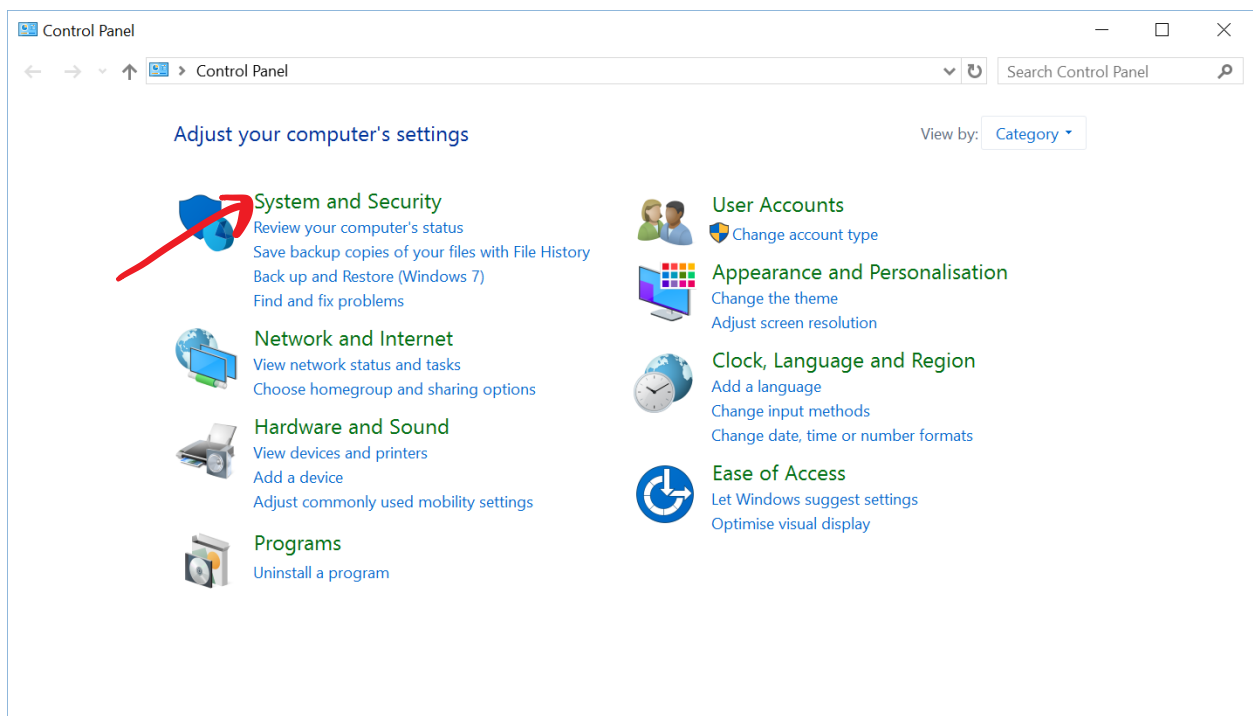 Control Panel
Control Panel
Search Control Panel
Adjust your computer's settings
View by: Category
System and Security
Review your computer's status
Save backup copies of your files with File History
Back up and Restore (Windows 7)
Find and fix problems
Network and Internet
View network status and tasks
Choose homegroup and sharing options
Hardware and Sound
View devices and printers
Add a device
Adjust commonly used mobility settings
Programs
Uninstall a program
User Accounts
Change account type
Appearance and Personalisation
Change the theme
Adjust screen resolution
Clock, Language and Region
Add a language
Change input methods
Change date, time or number formats
Ease of Access
Let Windows suggest settings
Optimise visual display